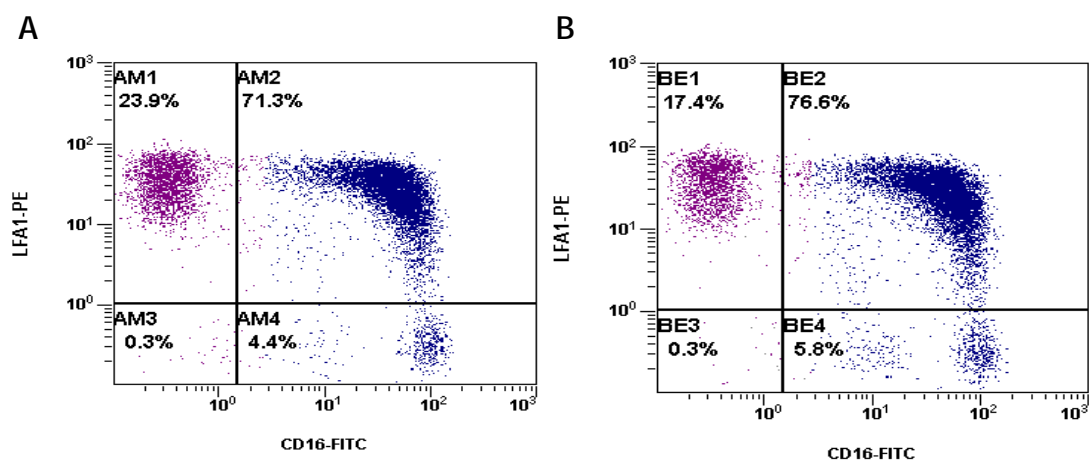 A
10³
AM1 AM2
23.9% 71.3%
10²
10¹
LFA1-PE
10⁰
AM3 AM4
0.3% 4.4%
10⁰ 10¹ 10² 10³
CD16-FITC
B
10³
BE1 BE2
17.4% 76.6%
10²
10¹
LFA1-PE
10⁰
BE3 BE4
0.3% 5.8%
10⁰ 10¹ 10² 10³
CD16-FITC